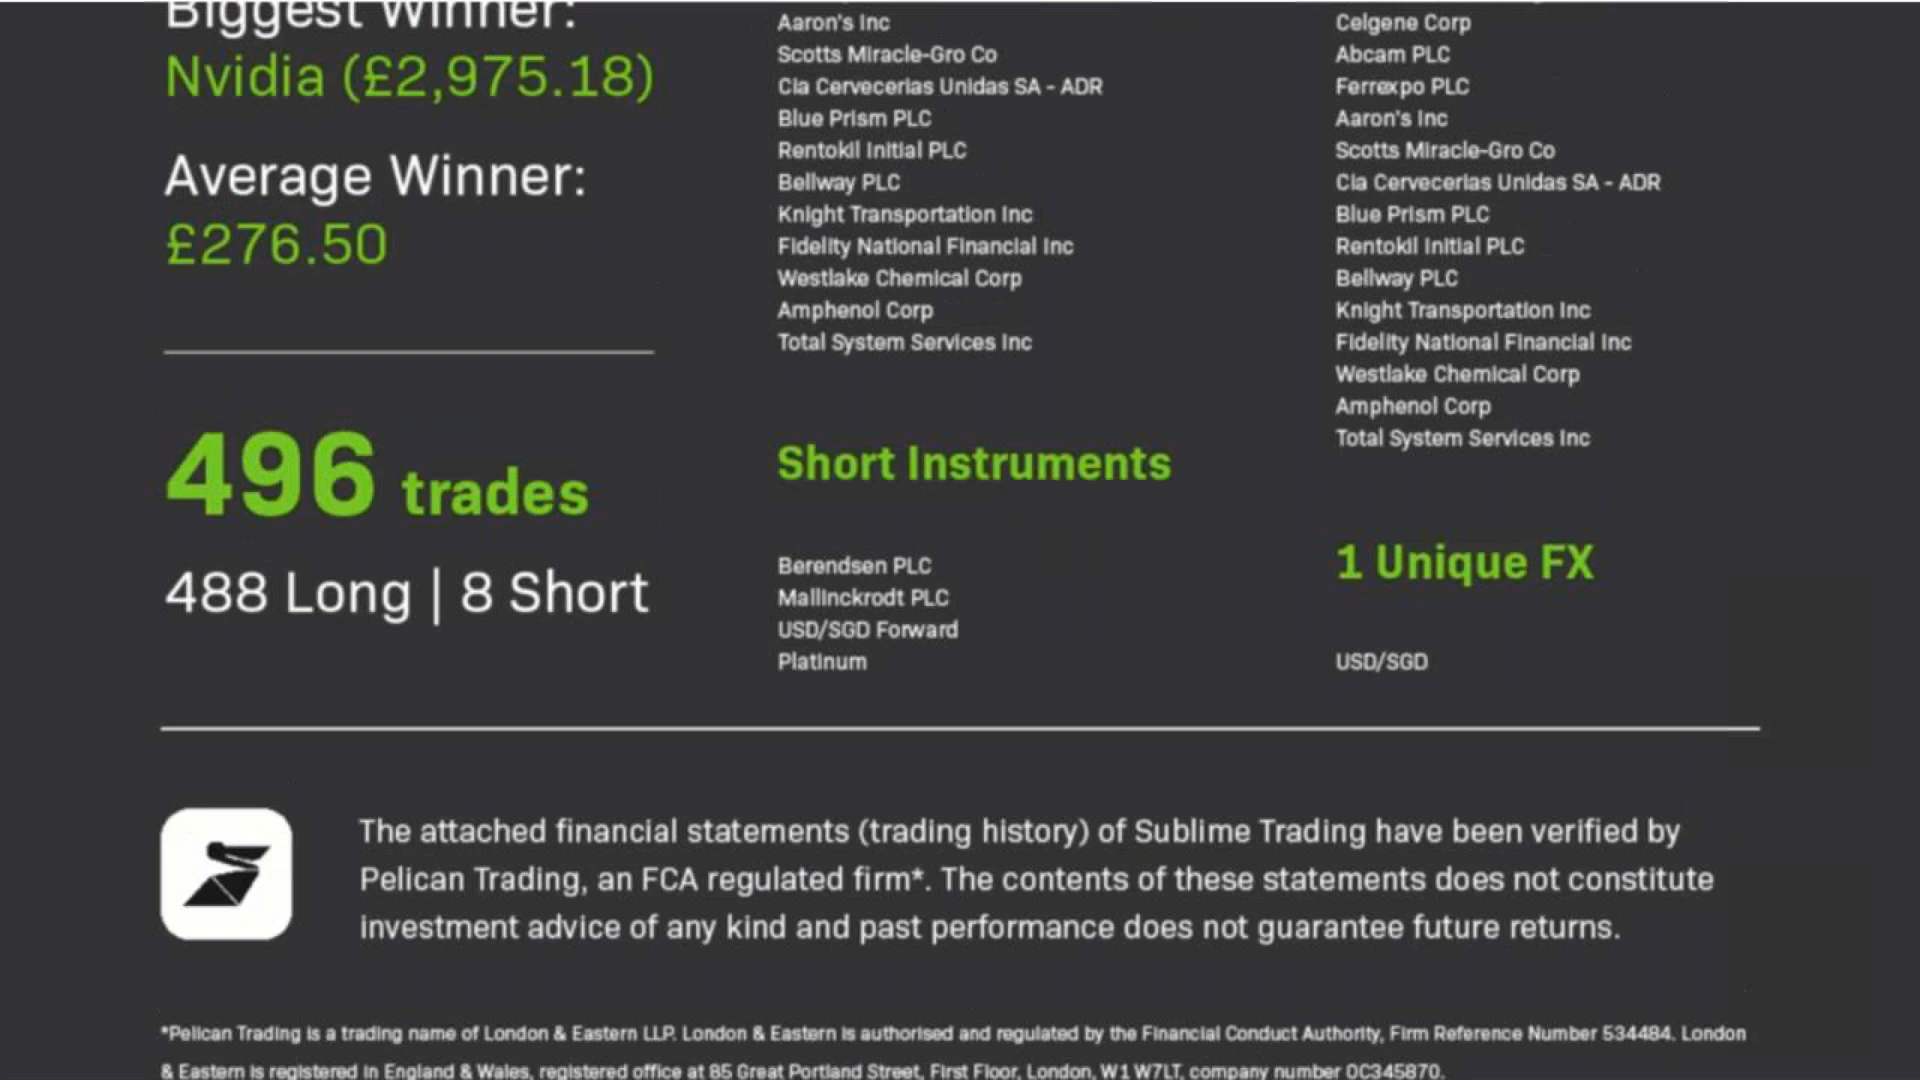 Biggest Winner:
Nvidia (£2,975.18)
Average Winner:
£276.50
496 trades
488 Long | 8 Short
Aaron's Inc
Scotts Miracle-Gro Co
Cia Cervecerias Unidas SA - ADR
Blue Prism PLC
Rentokil Initial PLC
Bellway PLC
Knight Transportation Inc
Fidelity National Financial Inc
Westlake Chemical Corp
Amphenol Corp
Total System Services Inc
Short Instruments
Berendsen PLC
Mallinckrodt PLC
USD/SGD Forward
Platinum
Celgene Corp
Abcam PLC
Ferrexpo PLC
Aaron's Inc
Scotts Miracle-Gro Co
Cia Cervecerias Unidas SA - ADR
Blue Prism PLC
Rentokil Initial PLC
Bellway PLC
Knight Transportation Inc
Fidelity National Financial Inc
Westlake Chemical Corp
Amphenol Corp
Total System Services Inc
1 Unique FX
USD/SGD
The attached financial statements (trading history) of Sublime Trading have been verified by
Pelican Trading, an FCA regulated firm*. The contents of these statements does not constitute
investment advice of any kind and past performance does not guarantee future returns.
*Pelican Trading is a trading name of London & Eastern LLP. London & Eastern is authorised and regulated by the Financial Conduct Authority, Firm Reference Number 534484. London
& Eastern is registered in England & Wales, registered office at 85 Great Portland Street, First Floor, London, W1 W7LT, company number OC345870.